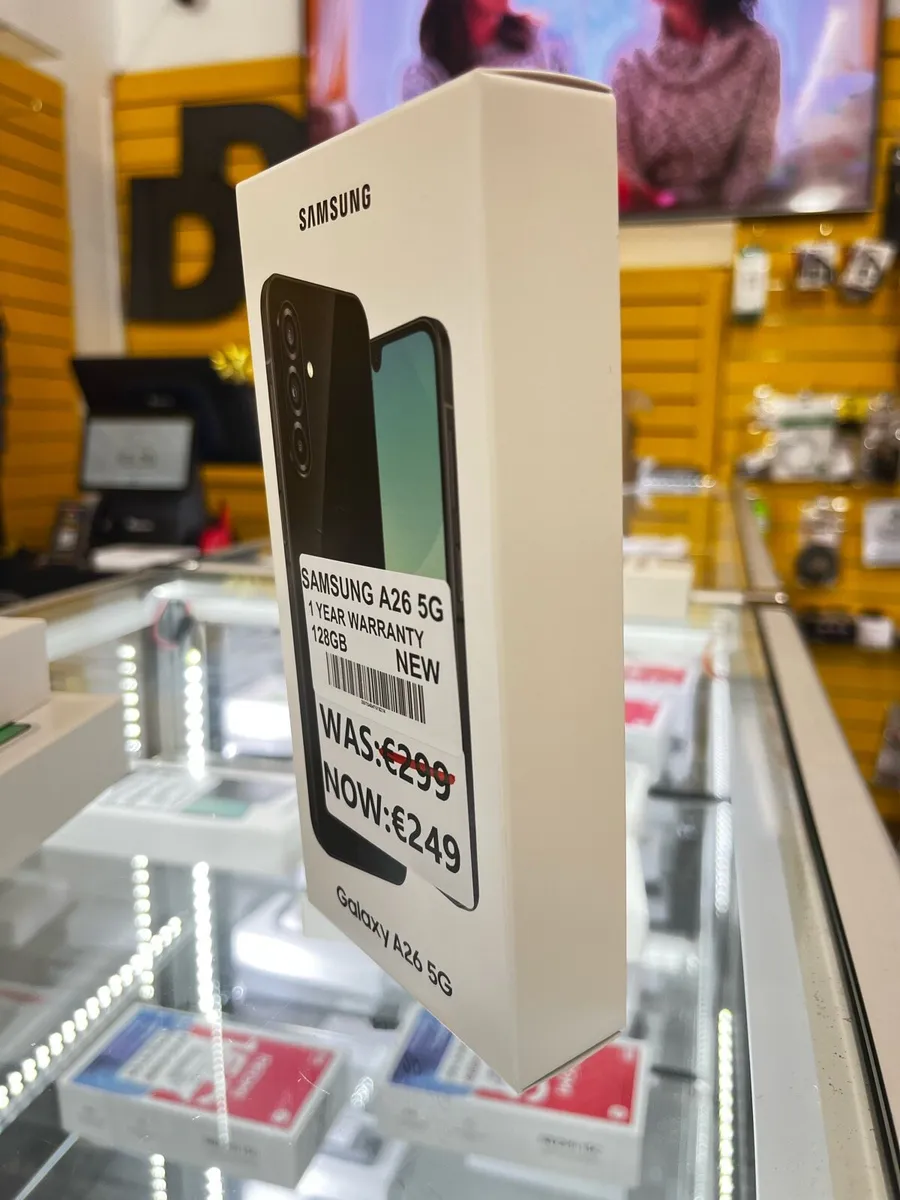 SAMSUNG
SAMSUNG A26 5G
1 YEAR WARRANTY
128GB
NEW
WAS:€299
NOW:€249
Galaxy A26 5G